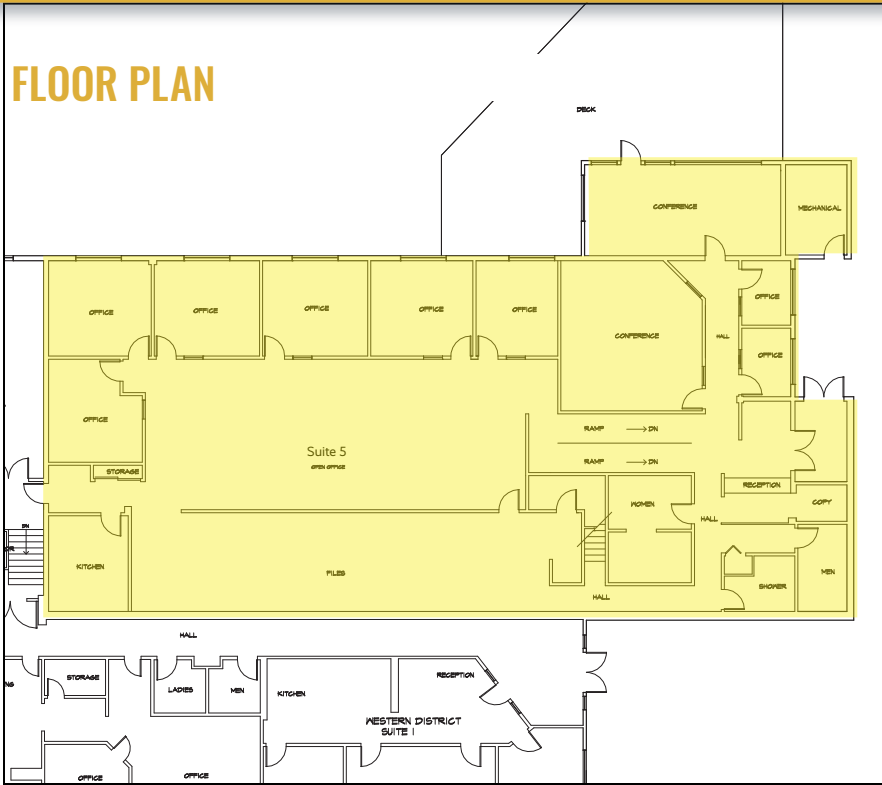 FLOOR PLAN
DECK
CONFERENCE
MECHANICAL
OFFICE
OFFICE
OFFICE
OFFICE
OFFICE
OFFICE
CONFERENCE
HALL
OFFICE
OFFICE
RAMP DN
Suite 5
OPEN OFFICE
RAMP DN
STORAGE
RECEPTION
WOMEN
COPY
HALL
DN
KITCHEN
FILES
SHOWER
MEN
HALL
HALL
STORAGE
LADIES
MEN
KITCHEN
RECEPTION
WESTERN DISTRICT
SUITE 1
OFFICE
OFFICE